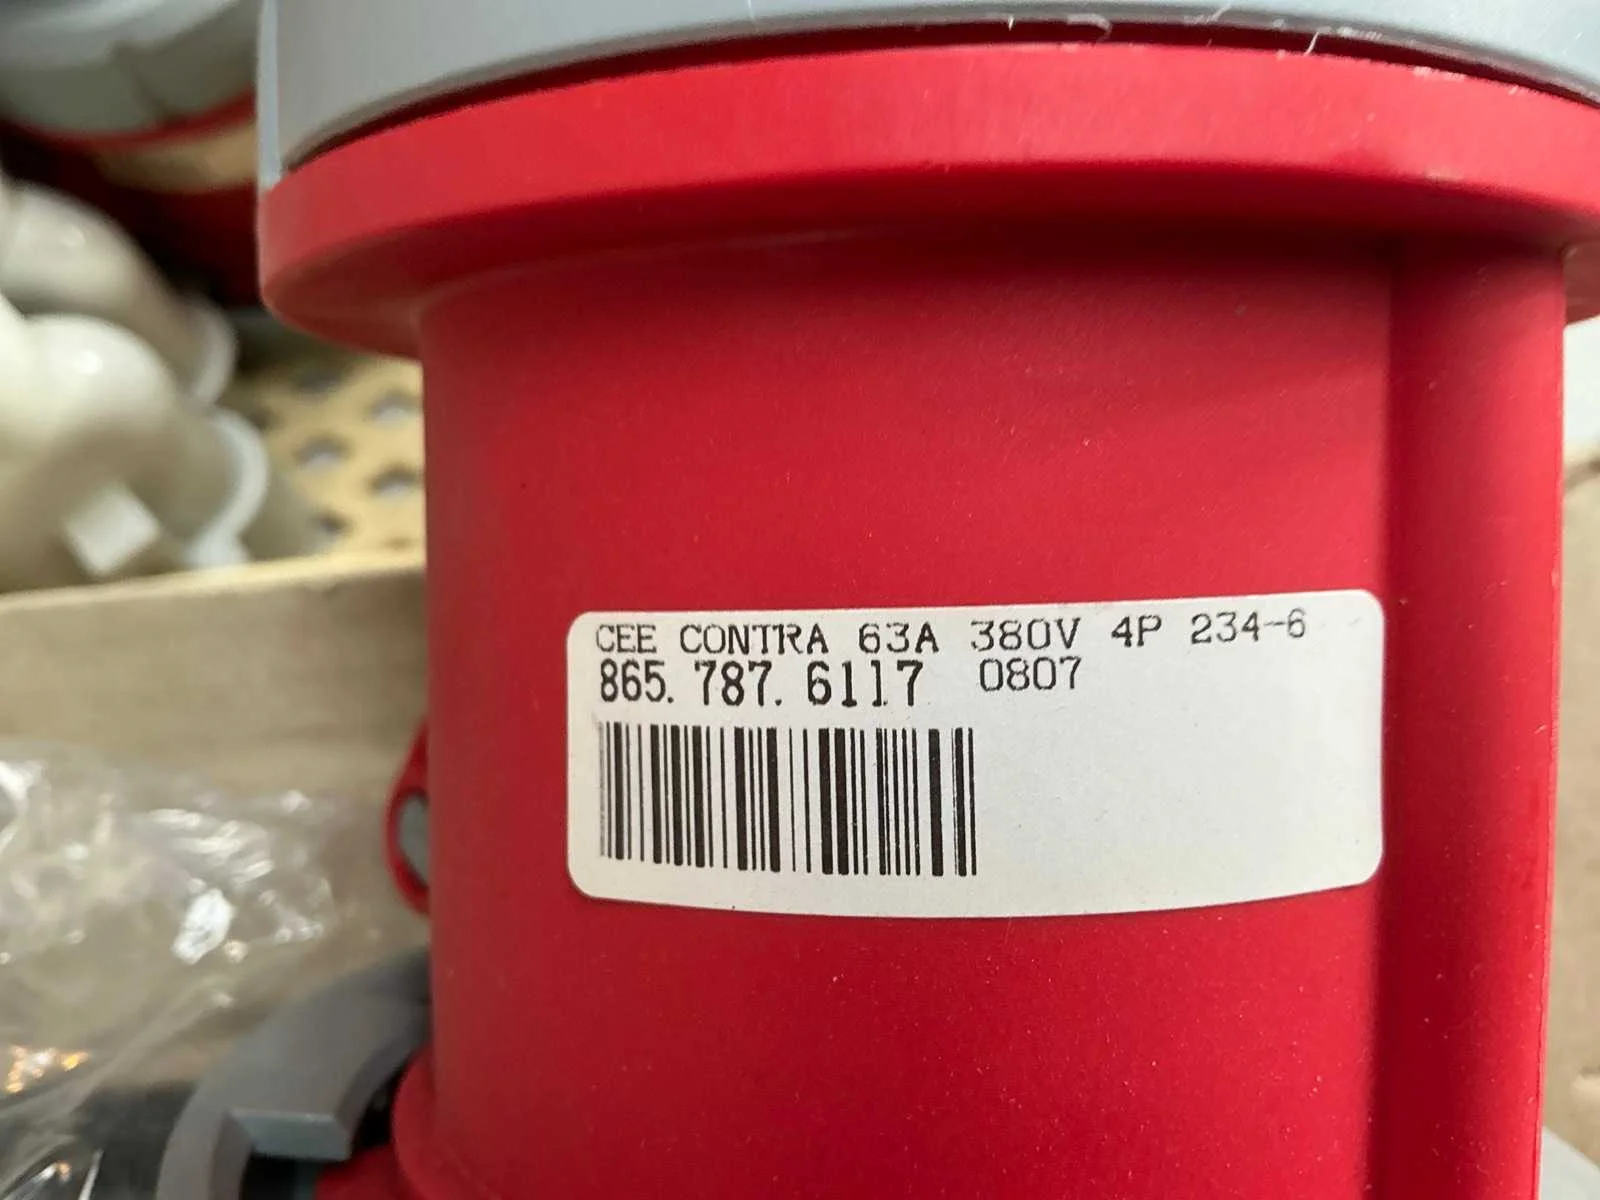 CEE CONTRA 63A 380V 4P 234-6
865.787.6117 0807